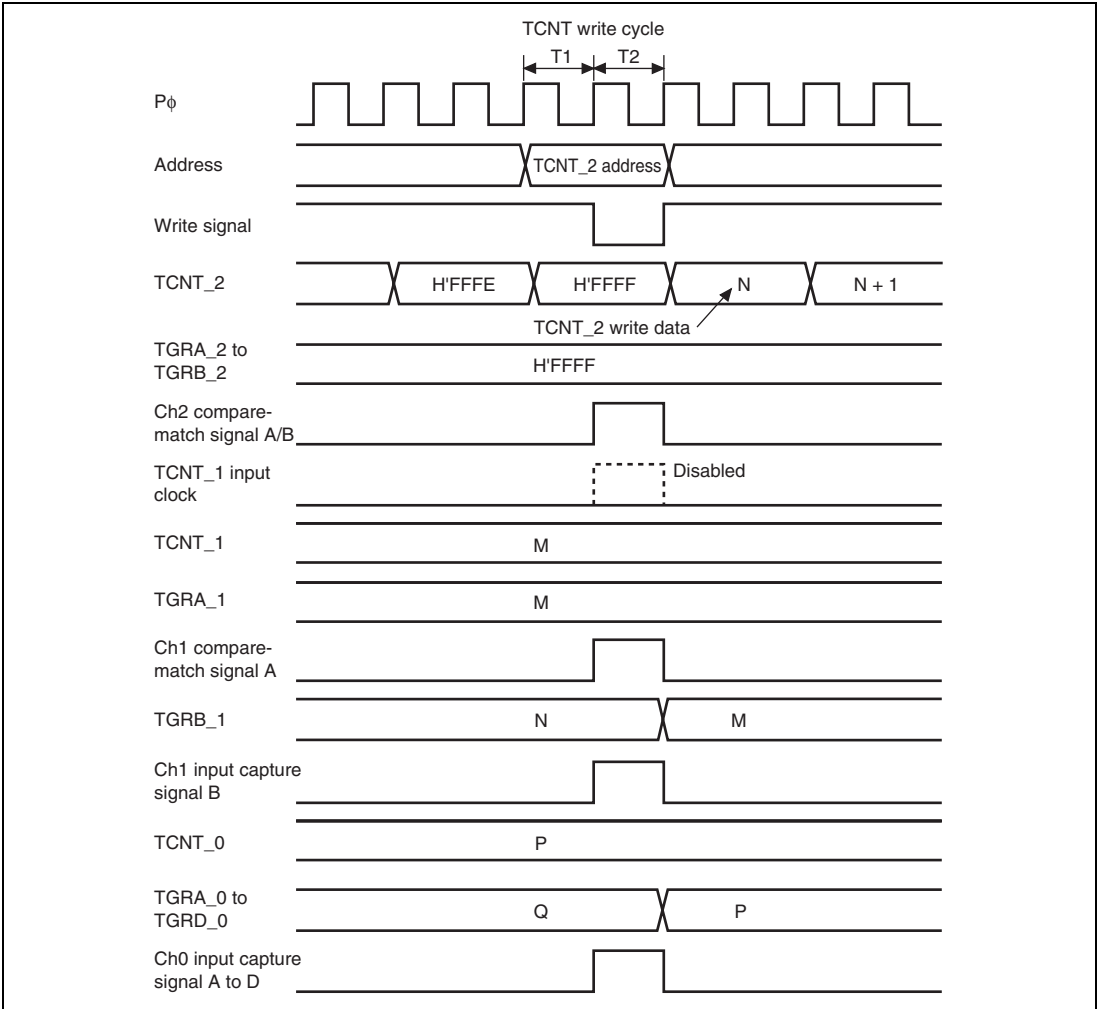 TCNT write cycle
T1 T2
Pφ
Address TCNT_2 address
Write signal
TCNT_2 H'FFFE H'FFFF N N + 1
TCNT_2 write data
TGRA_2 to
TGRB_2
H'FFFF
Ch2 compare-
match signal A/B
TCNT_1 input
clock
Disabled
TCNT_1 M
TGRA_1 M
Ch1 compare-
match signal A
TGRB_1 N M
Ch1 input capture
signal B
TCNT_0 P
TGRA_0 to
TGRD_0
Q P
Ch0 input capture
signal A to D